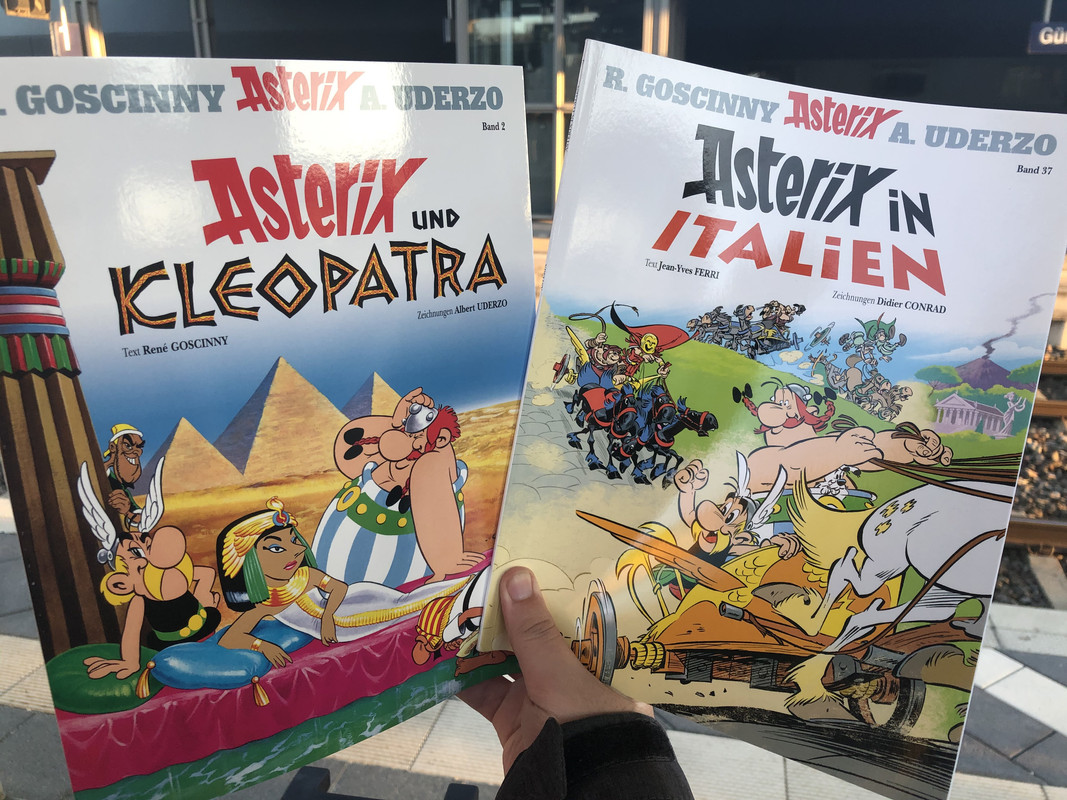 . GOSCINNY Asterix A. UDERZO
Band 2
Asterix UND
KLEOPATRA
Zeichnungen Albert UDERZO
Text René GOSCINNY
R. GOSCINNY Asterix A. UDERZO
Band 37
Asterix iN
ITALiEN
Text Jean-Yves FERRI
Zeichnungen Didier CONRAD
1